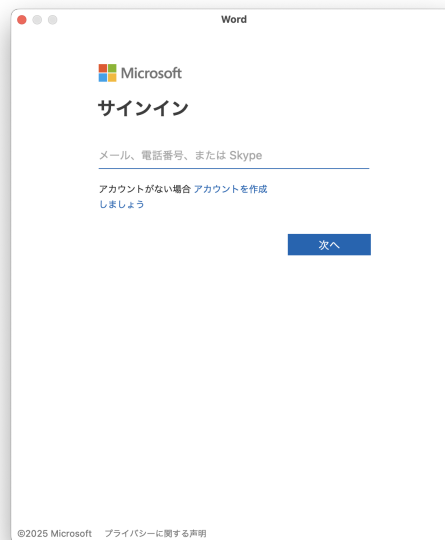 Word
Microsoft
サインイン
メール、電話番号、または Skype
アカウントがない場合 アカウントを作成
しましょう
次へ
©2025 Microsoft プライバシーに関する声明